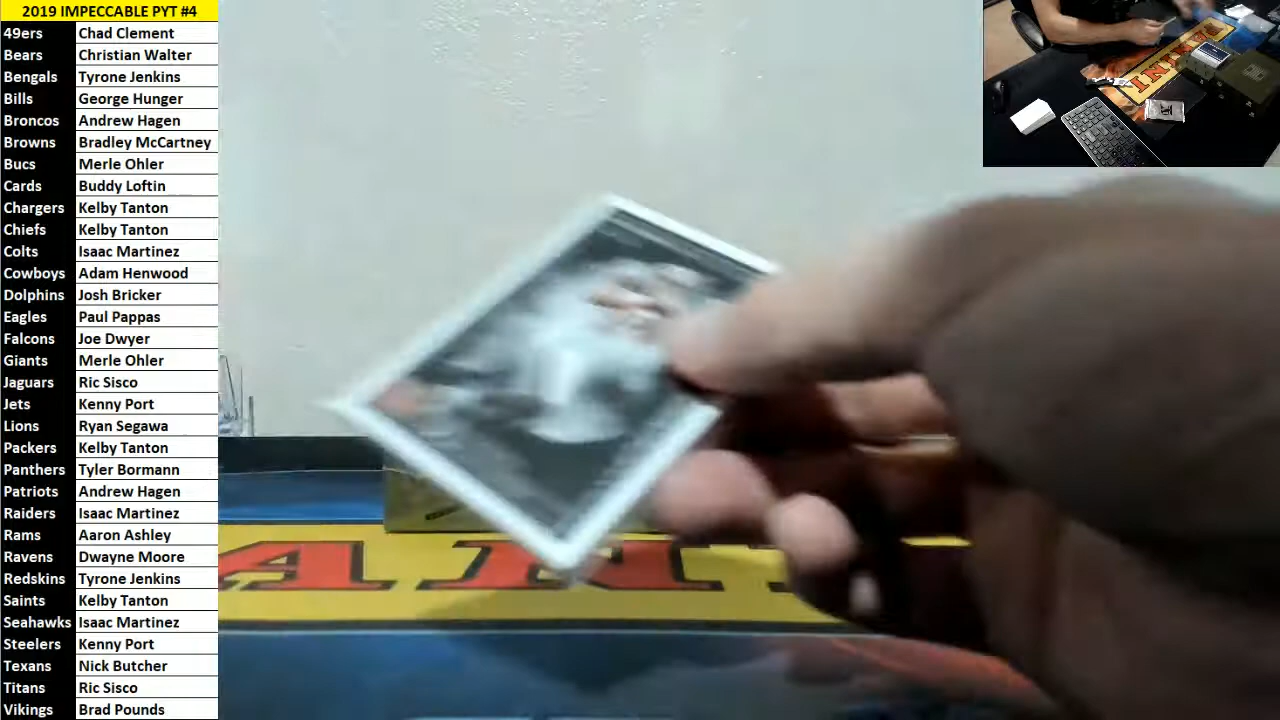 2019 IMPECCABLE PYT #4
49ers Chad Clement
Bears Christian Walter
Bengals Tyrone Jenkins
Bills George Hunger
Broncos Andrew Hagen
Browns Bradley McCartney
Bucs Merle Ohler
Cards Buddy Loftin
Chargers Kelby Tanton
Chiefs Kelby Tanton
Colts Isaac Martinez
Cowboys Adam Henwood
Dolphins Josh Bricker
Eagles Paul Pappas
Falcons Joe Dwyer
Giants Merle Ohler
Jaguars Ric Sisco
Jets Kenny Port
Lions Ryan Segawa
Packers Kelby Tanton
Panthers Tyler Bormann
Patriots Andrew Hagen
Raiders Isaac Martinez
Rams Aaron Ashley
Ravens Dwayne Moore
Redskins Tyrone Jenkins
Saints Kelby Tanton
Seahawks Isaac Martinez
Steelers Kenny Port
Texans Nick Butcher
Titans Ric Sisco
Vikings Brad Pounds
PANINI